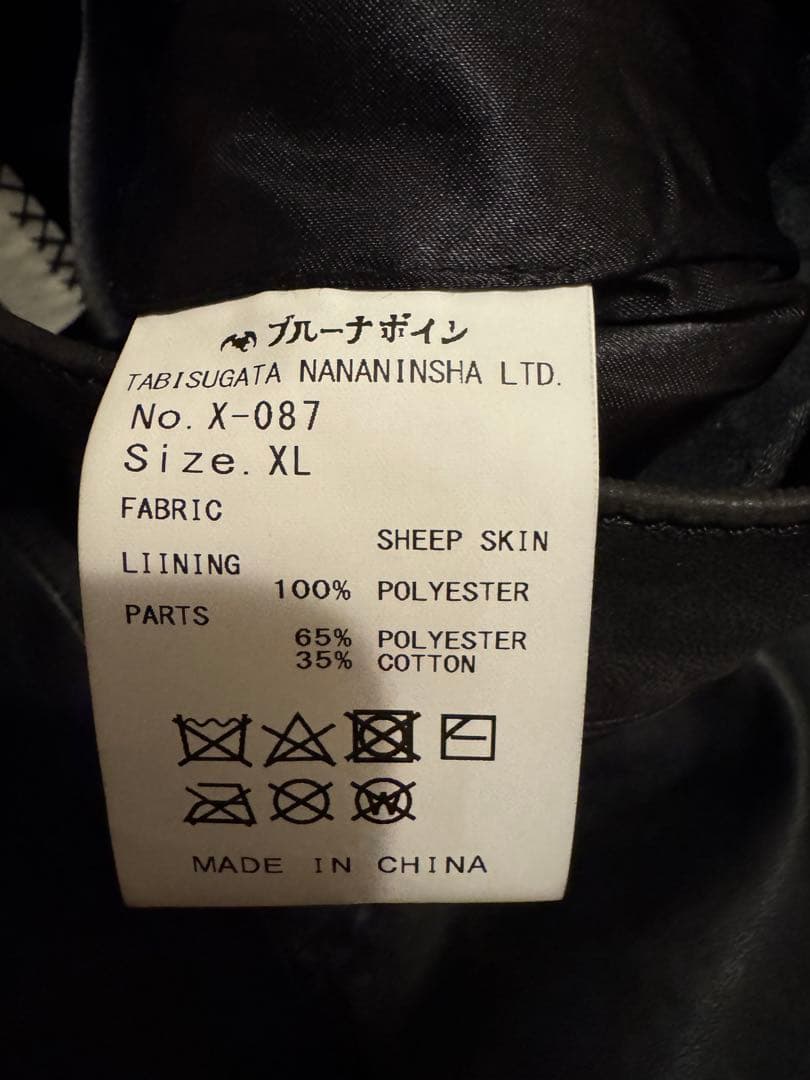 ブルーナボイン
TABISUGATA NANANINSHA LTD.
No. X-087
Size. XL
FABRIC
SHEEP SKIN
LIINING
100% POLYESTER
PARTS
65% POLYESTER
35% COTTON
W
MADE IN CHINA